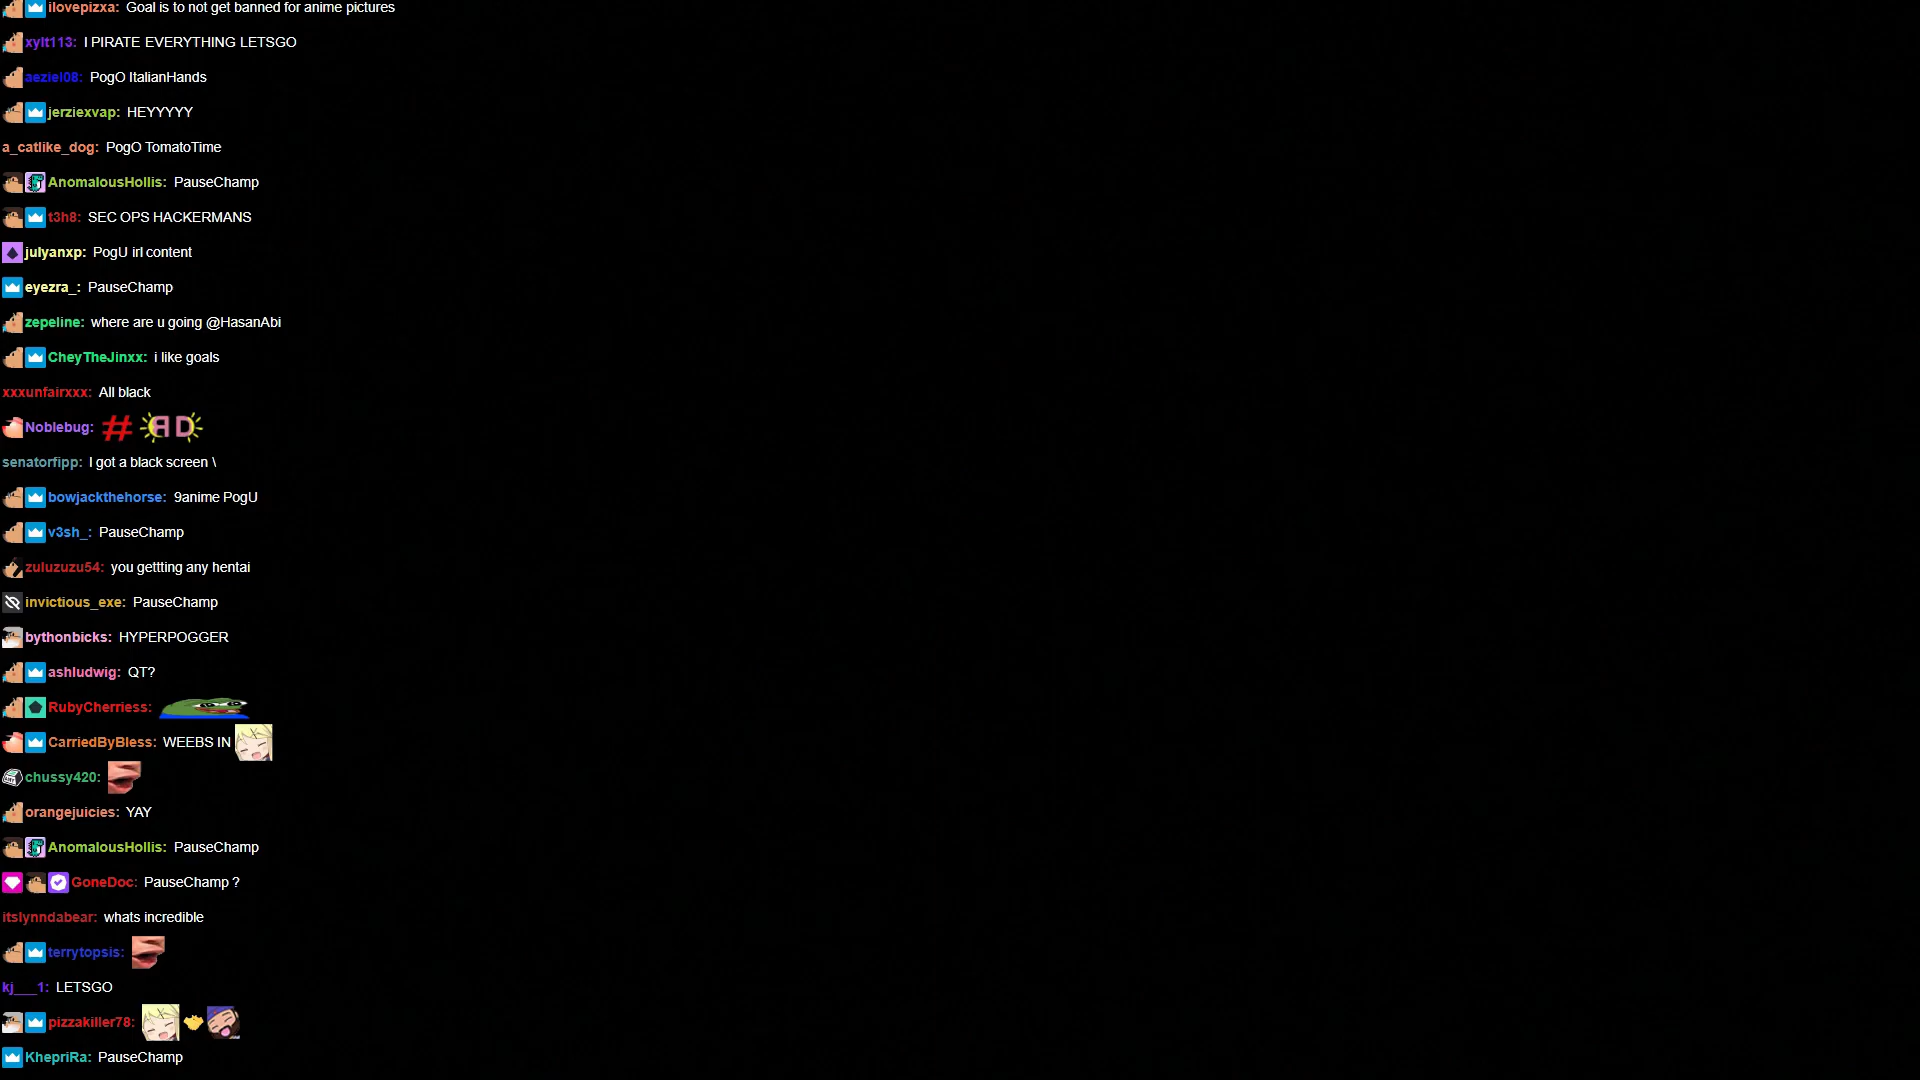 ilovepizxa: Goal is to not get banned for anime pictures
xylt113: I PIRATE EVERYTHING LETSGO
aeziel08: PogO ItalianHands
jerziexvap: HEYYYYY
a_catlike_dog: PogO TomatoTime
AnomalousHollis: PauseChamp
t3h8: SEC OPS HACKERMANS
julyanxp: PogU irl content
eyezra_: PauseChamp
zepeline: where are u going @HasanAbi
CheyTheJinxx: i like goals
xxxunfairxxx: All black
Noblebug: # AD
senatorfipp: I got a black screen \
bowjackthehorse: 9anime PogU
v3sh_: PauseChamp
zuluzuzu54: you gettting any hentai
invictious_exe: PauseChamp
bythonbicks: HYPERPOGGER
ashludwig: QT?
RubyCherriess:
CarriedByBless: WEEBS IN
chussy420:
orangejuicies: YAY
AnomalousHollis: PauseChamp
GoneDoc: PauseChamp ?
itslynndabear: whats incredible
terrytopsis:
kj___1: LETSGO
pizzakiller78:
KhepriRa: PauseChamp